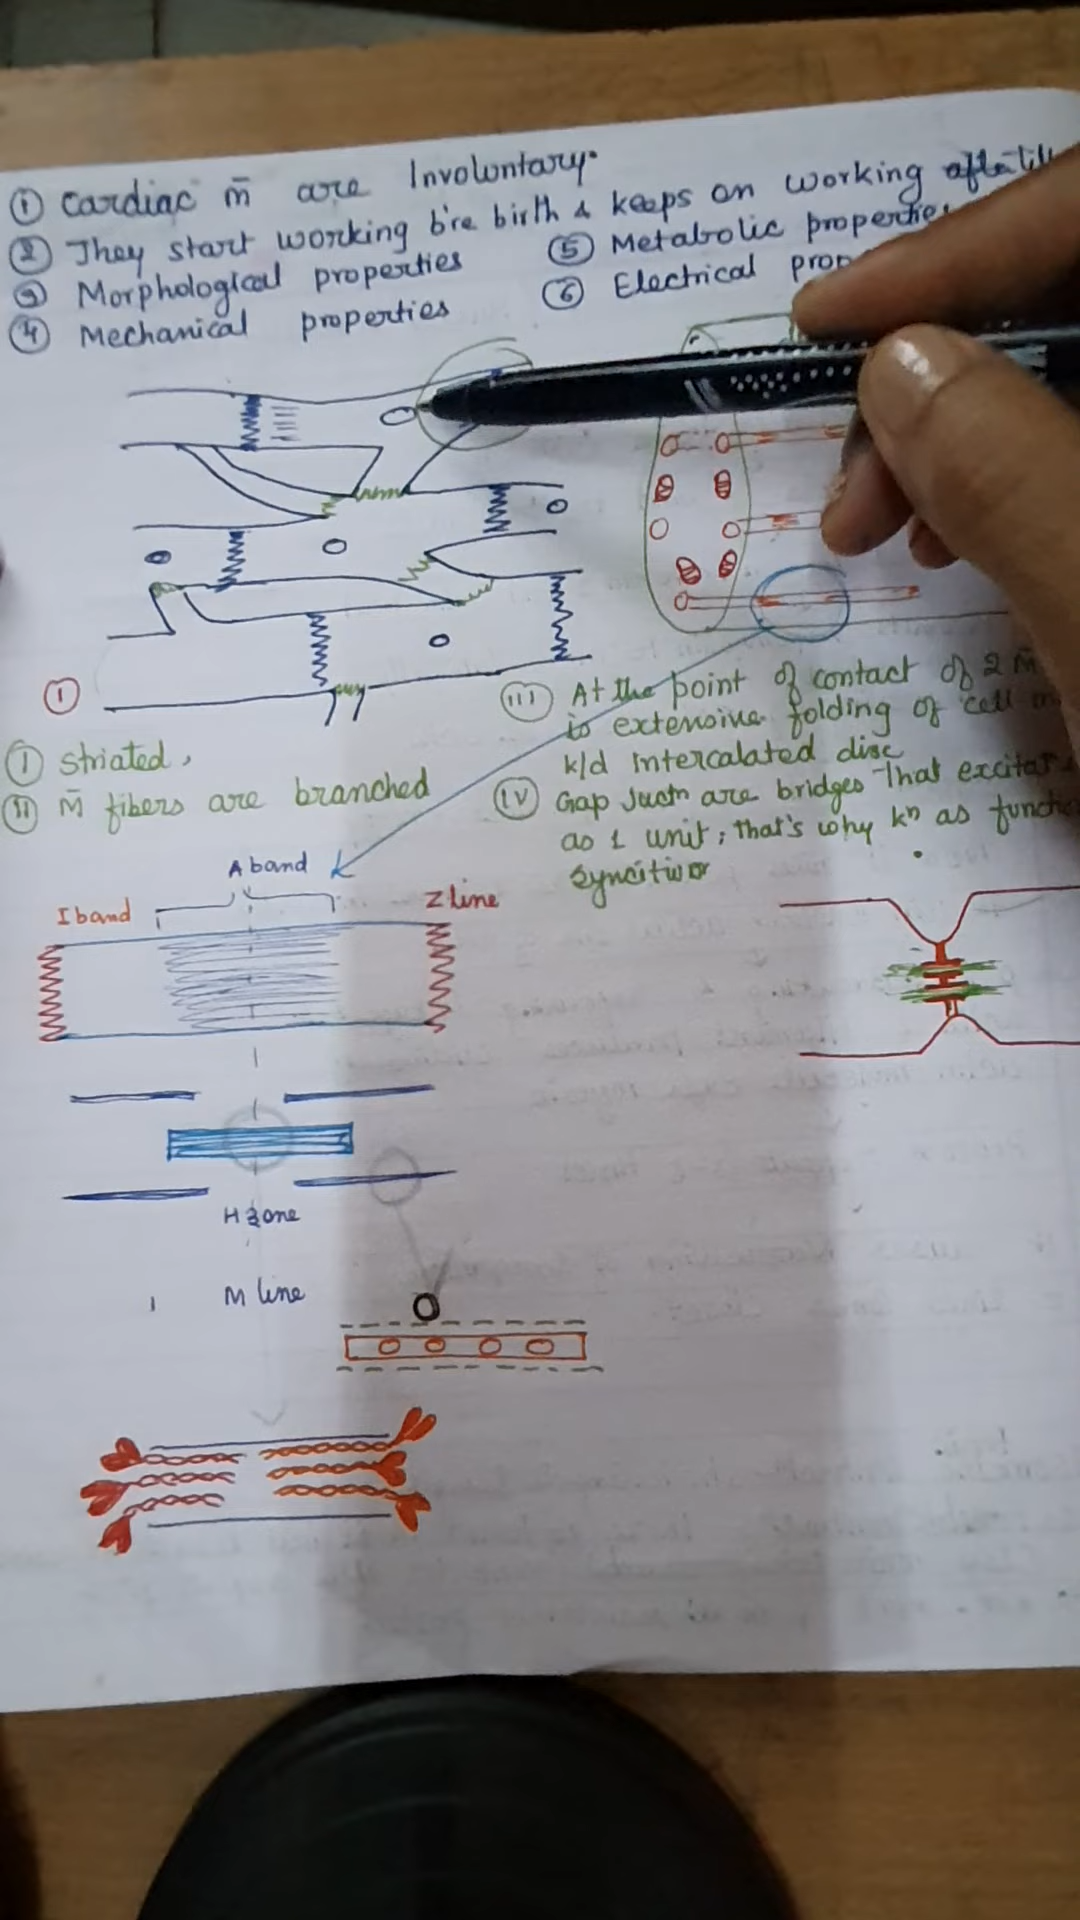 ① Cardiac m̄ are Involuntary.
② They start working b're birth & keeps on working
③ Morphological properties
⑤ Metabolic properties
④ Mechanical properties
⑥ Electrical
①
① striated,
(ii) m̄ fibers are branched
(iii) At the point of contact of 2 m̄
is extensive folding of cell
k/d intercalated disc
(iv) Gap Juctn are bridges That
as 1 unit, that's why kn as
A band
I band
Z line
H zone
M line